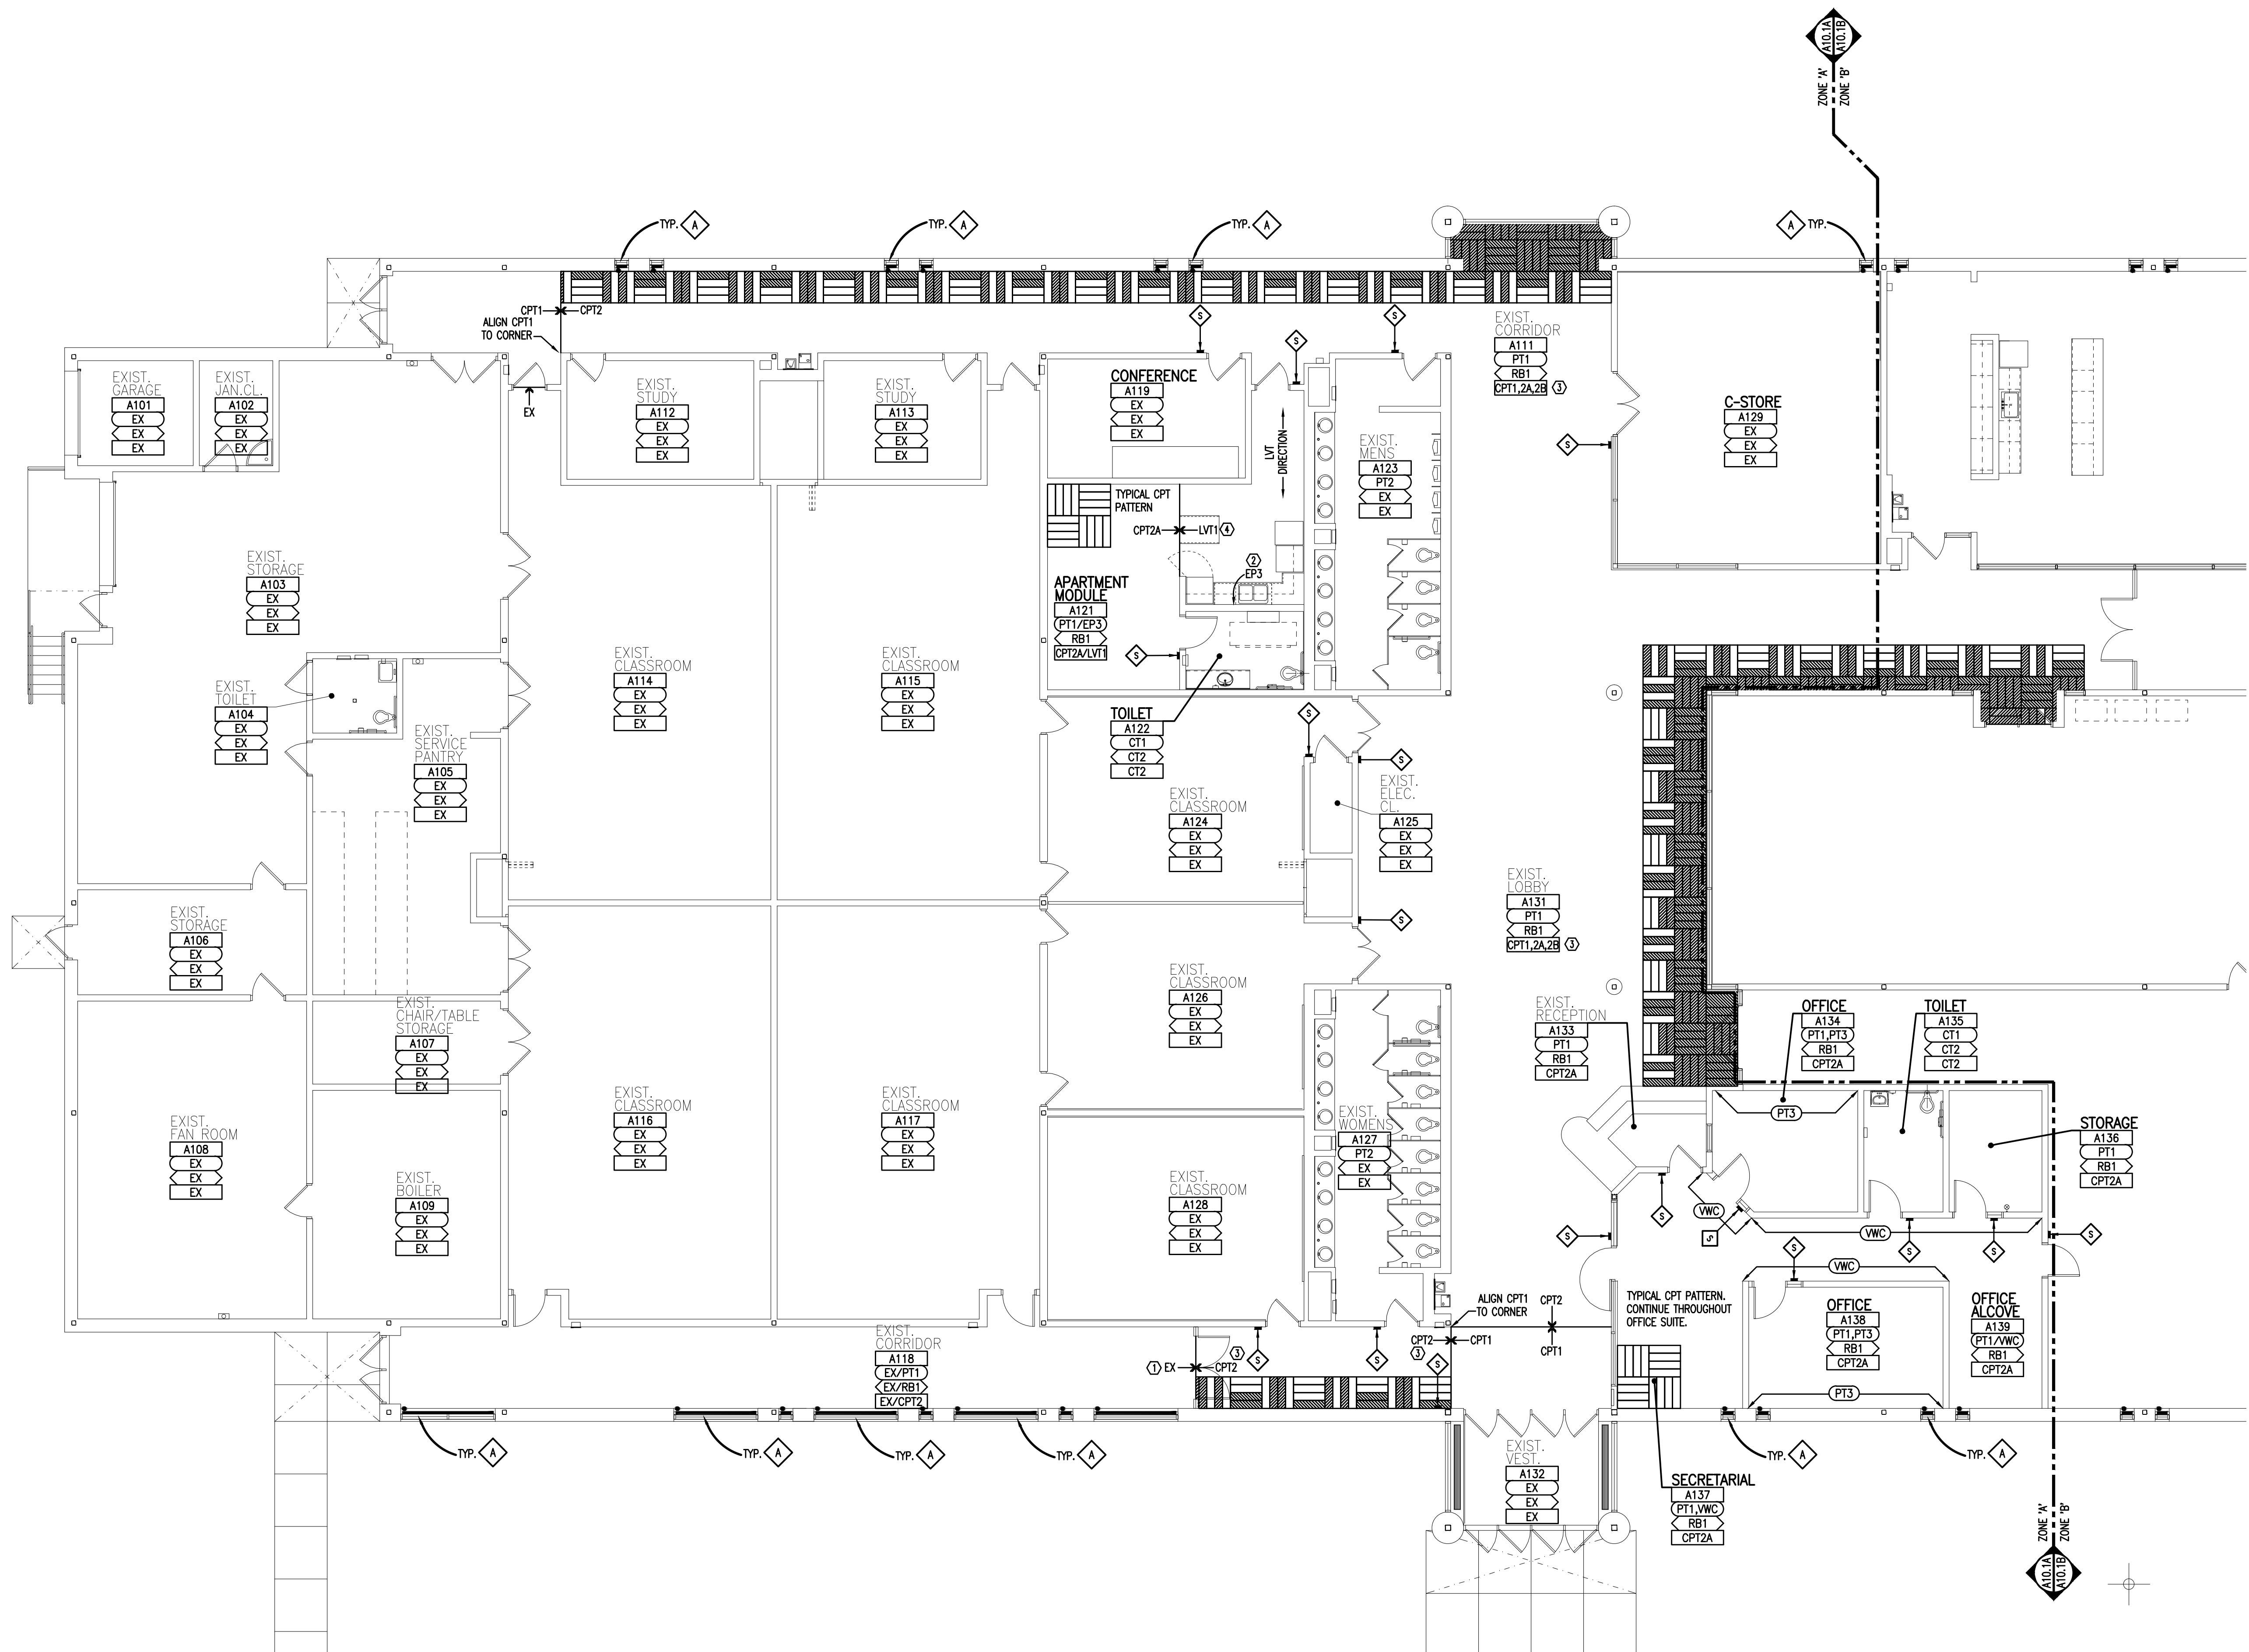 A10.1A
A10.1B
ZONE 'A'
ZONE 'B'
TYP. A
TYP. A
TYP. A
A TYP.
CPT1
CPT2
ALIGN CPT1
TO CORNER
EX
S
S
S
EXIST.
GARAGE
A101
EX
EX
EX
EXIST.
JAN.CL.
A102
EX
EX
EX
EXIST.
STUDY
A112
EX
EX
EX
EXIST.
STUDY
A113
EX
EX
EX
CONFERENCE
A119
EX
EX
EX
LVT
DIRECTION
EXIST.
MENS
A123
PT2
EX
EX
EXIST.
CORRIDOR
A111
PT1
RB1
CPT1,2A,2B 3
S
C-STORE
A129
EX
EX
EX
TYPICAL CPT
PATTERN
CPT2A
LVT1 4
2
EP3
EXIST.
STORAGE
A103
EX
EX
EX
APARTMENT
MODULE
A121
PT1/EP3
RB1
CPT2A/LVT1
S
EXIST.
TOILET
A104
EX
EX
EX
EXIST.
SERVICE
PANTRY
A105
EX
EX
EX
EXIST.
CLASSROOM
A114
EX
EX
EX
EXIST.
CLASSROOM
A115
EX
EX
EX
TOILET
A122
CT1
CT2
CT2
S
S
EXIST.
CLASSROOM
A124
EX
EX
EX
EXIST.
ELEC.
CL.
A125
EX
EX
EX
S
EXIST.
LOBBY
A131
PT1
RB1
CPT1,2A,2B 3
EXIST.
STORAGE
A106
EX
EX
EX
EXIST.
CHAIR/TABLE
STORAGE
A107
EX
EX
EX
EXIST.
CLASSROOM
A126
EX
EX
EX
EXIST.
RECEPTION
A133
PT1
RB1
CPT2A
OFFICE
A134
PT1,PT3
RB1
CPT2A
TOILET
A135
CT1
CT2
CT2
PT3
EXIST.
FAN ROOM
A108
EX
EX
EX
EXIST.
BOILER
A109
EX
EX
EX
EXIST.
CLASSROOM
A116
EX
EX
EX
EXIST.
CLASSROOM
A117
EX
EX
EX
EXIST.
CLASSROOM
A128
EX
EX
EX
EXIST.
WOMENS
A127
PT2
EX
EX
STORAGE
A136
PT1
RB1
CPT2A
S
S
VWC
S
VWC
S
S
S
S
VWC
ALIGN CPT1
TO CORNER
CPT2
CPT1
CPT2
CPT1
3
TYPICAL CPT PATTERN.
CONTINUE THROUGHOUT
OFFICE SUITE.
OFFICE
A138
PT1,PT3
RB1
CPT2A
PT3
OFFICE
ALCOVE
A139
PT1/VWC
RB1
CPT2A
EXIST.
CORRIDOR
A118
EX/PT1
EX/RB1
EX/CPT2
1 EX
CPT2
3
S
S
S
TYP. A
TYP. A
TYP. A
TYP. A
EXIST.
VEST.
A132
EX
EX
EX
TYP. A
TYP. A
SECRETARIAL
A137
PT1,VWC
RB1
CPT2A
ZONE 'A'
ZONE 'B'
A10.1A
A10.1B